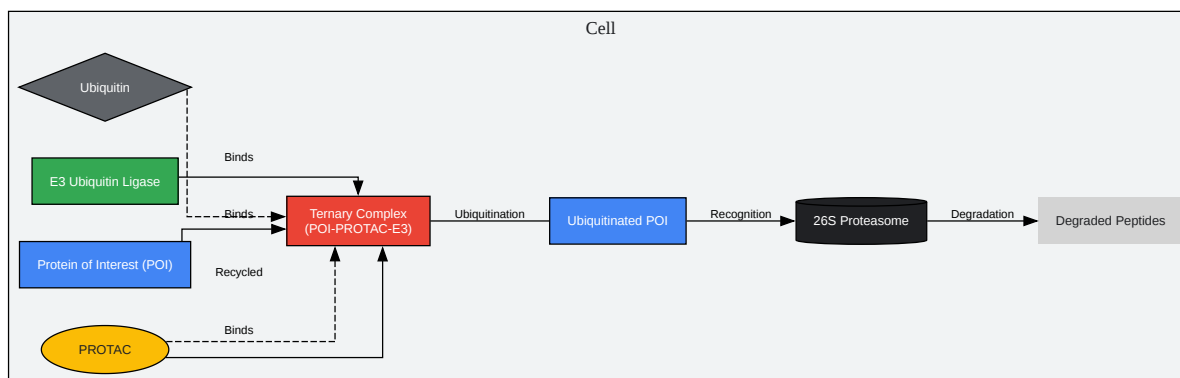 Cell
Ubiquitin
Binds
E3 Ubiquitin Ligase
Binds
Ternary Complex
(POI-PROTAC-E3)
Ubiquitination
Ubiquitinated POI
Recognition
26S Proteasome
Degradation
Degraded Peptides
Protein of Interest (POI)
Recycled
Binds
PROTAC